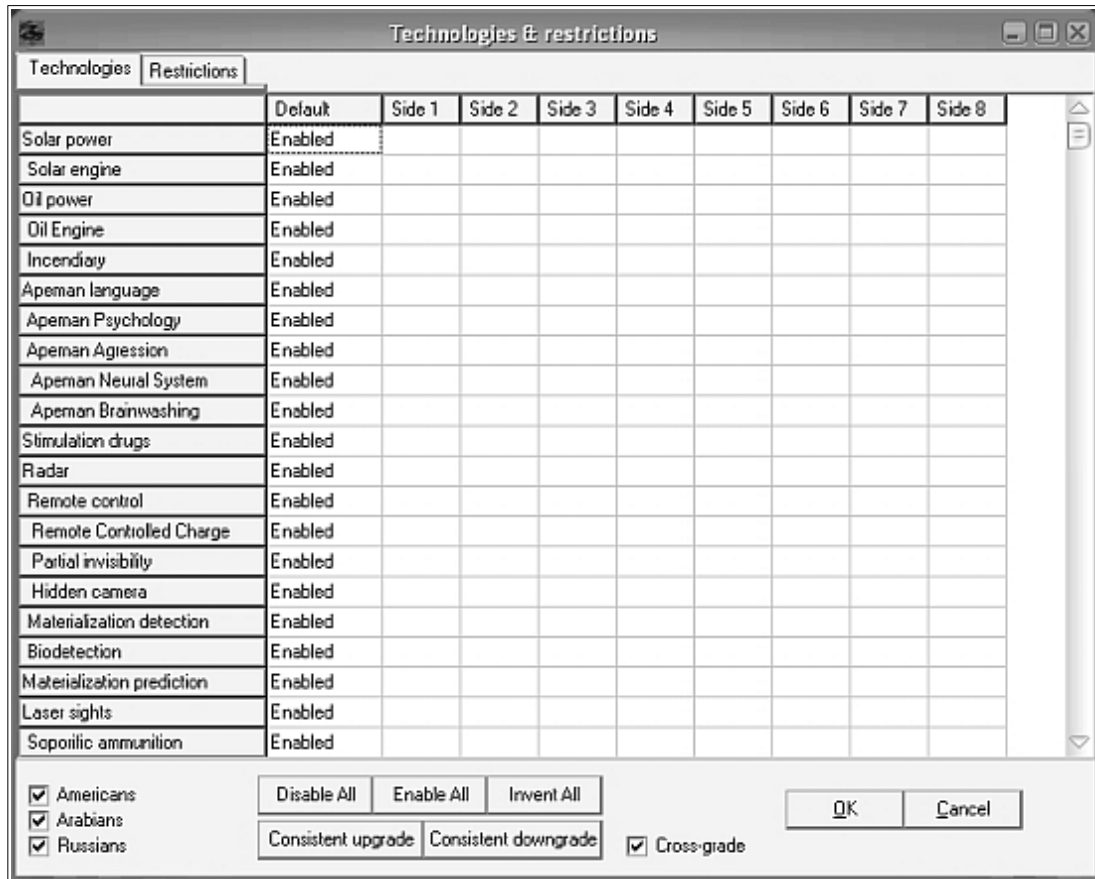 Technologies & restrictions
Technologies Restrictions
Default Side 1 Side 2 Side 3 Side 4 Side 5 Side 6 Side 7 Side 8
Solar power Enabled
Solar engine Enabled
Oil power Enabled
Oil Engine Enabled
Incendiary Enabled
Apeman language Enabled
Apeman Psychology Enabled
Apeman Agression Enabled
Apeman Neural System Enabled
Apeman Brainwashing Enabled
Stimulation drugs Enabled
Radar Enabled
Remote control Enabled
Remote Controlled Charge Enabled
Partial invisibility Enabled
Hidden camera Enabled
Materialization detection Enabled
Biodetection Enabled
Materialization prediction Enabled
Laser sights Enabled
Soporific ammunition Enabled
Americans Disable All Enable All Invent All
Arabians OK Cancel
Russians Consistent upgrade Consistent downgrade Cross-grade